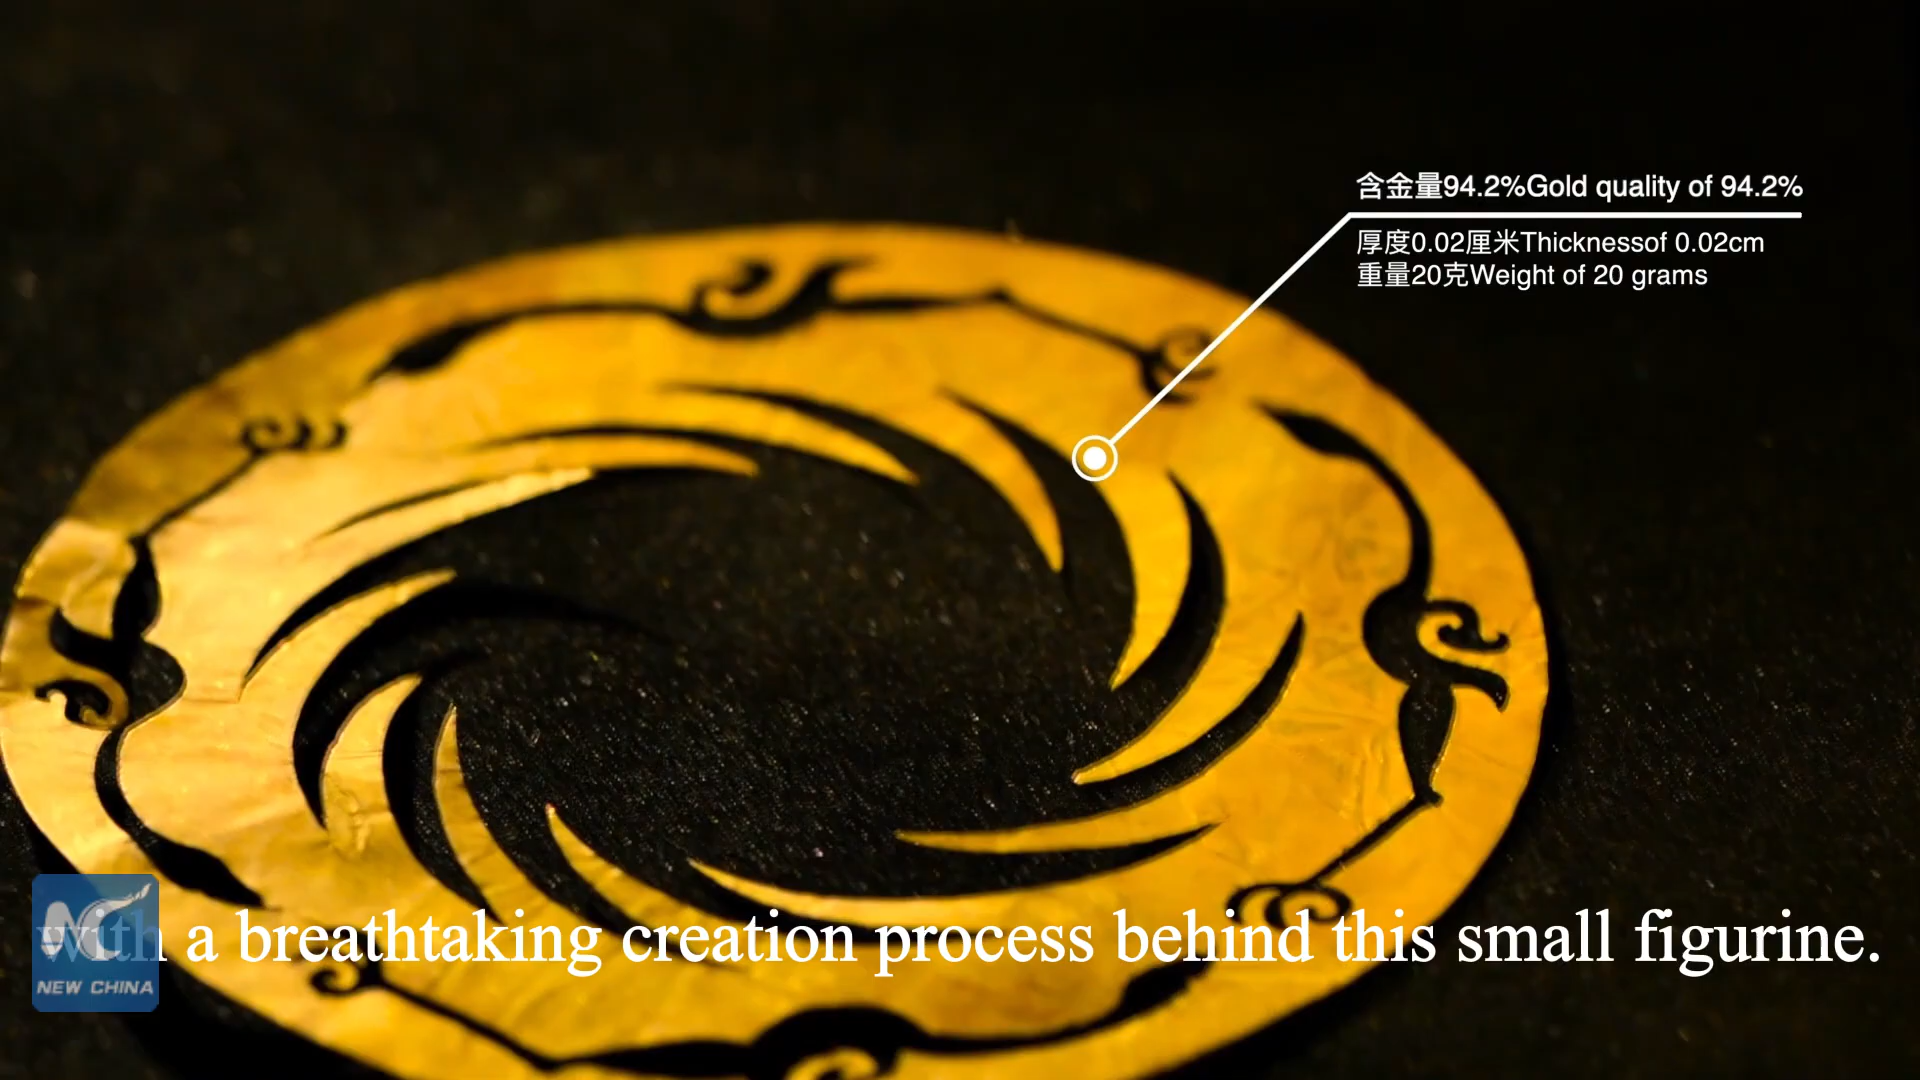 含金量94.2%Gold quality of 94.2%
厚度0.02厘米Thicknessof 0.02cm
重量20克Weight of 20 grams
with a breathtaking creation process behind this small figurine.
NEW CHINA